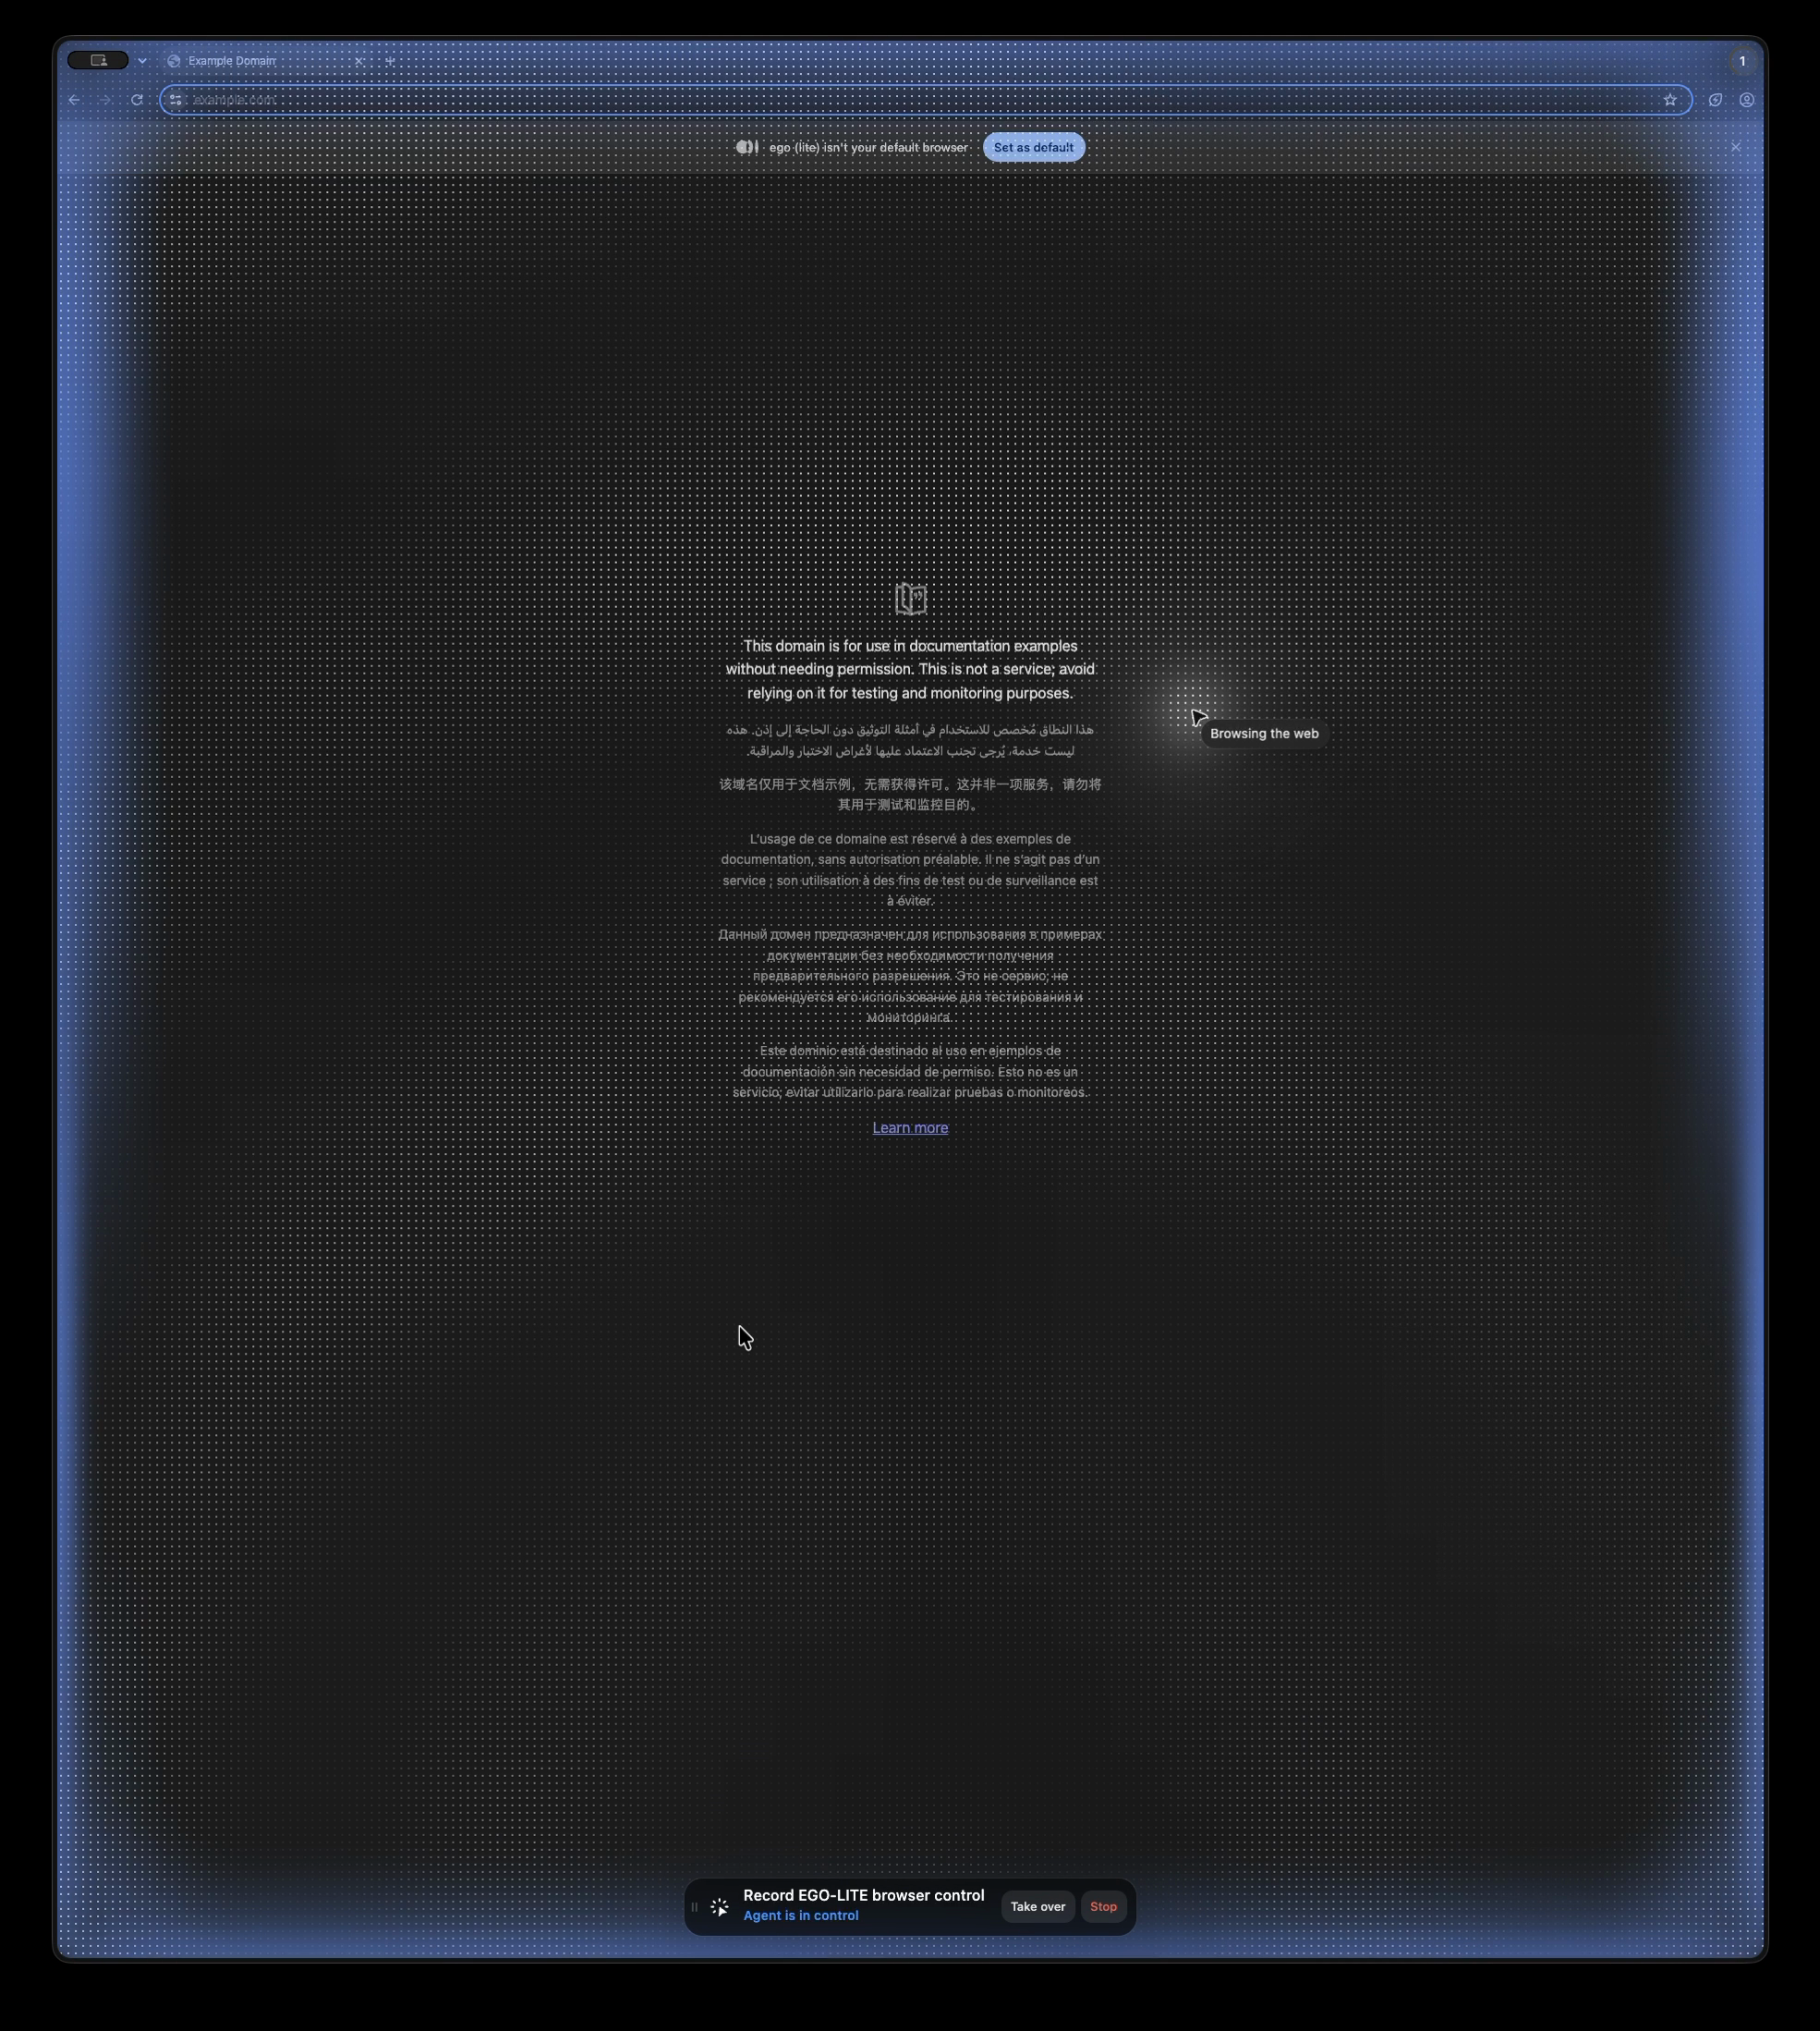 Example Domain
1
example.com
ego (lite) isn't your default browser
Set as default
This domain is for use in documentation examples
without needing permission. This is not a service; avoid
relying on it for testing and monitoring purposes.
هذا النطاق مُخصص للاستخدام في أمثلة التوثيق دون الحاجة إلى إذن. هذه
ليست خدمة، يُرجى تجنب الاعتماد عليها لأغراض الاختبار والمراقبة.
Browsing the web
该域名仅用于文档示例，无需获得许可。这并非一项服务，请勿将
其用于测试和监控目的。
L'usage de ce domaine est réservé à des exemples de
documentation, sans autorisation préalable. Il ne s'agit pas d'un
service ; son utilisation à des fins de test ou de surveillance est
à éviter.
Данный домен предназначен для использования в примерах
документации без необходимости получения
предварительного разрешения. Это не сервис; не
рекомендуется его использование для тестирования и
мониторинга.
Este dominio está destinado al uso en ejemplos de
documentación sin necesidad de permiso. Esto no es un
servicio; evitar utilizarlo para realizar pruebas o monitoreos.
Learn more
Record EGO-LITE browser control
Agent is in control
Take over
Stop